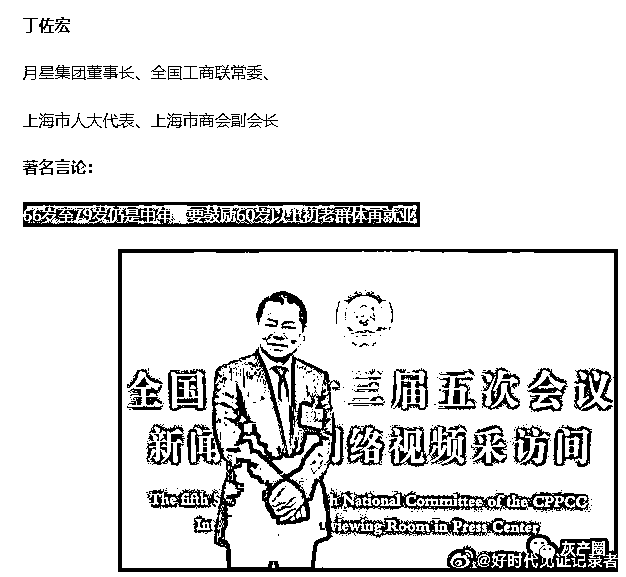 丁佐宏
月星集团董事长、全国工商联常委、
上海市人大代表、上海市商会副会长
著名言论：
66岁至79岁仍是中年 要鼓励60岁以上初老群体再就业
全国 十三届五次会议
新闻 网络视频采访间
The fifth National Committee of the CPPCC
In viewing Room in Press Center
灰产圈
@好时代见证记录者